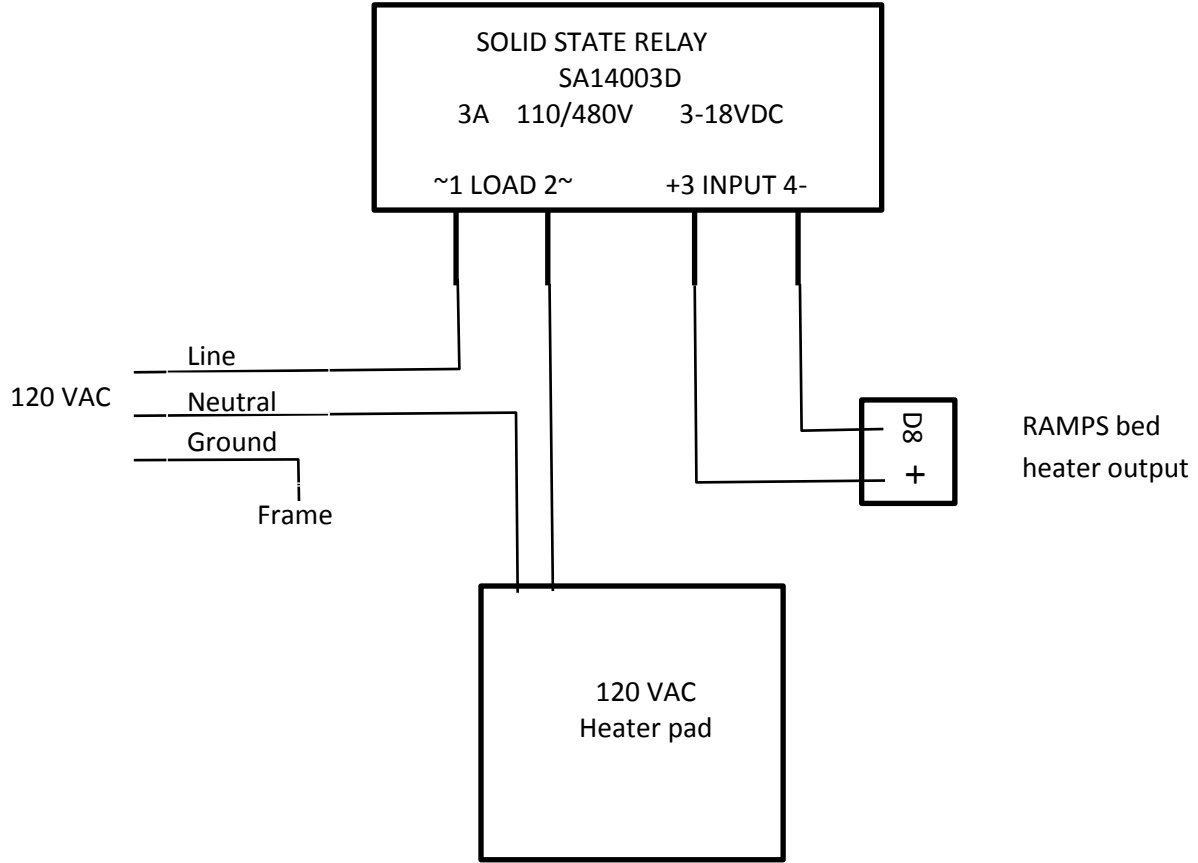 SOLID STATE RELAY
SA14003D
3A 110/480V 3-18VDC
~1 LOAD 2~ +3 INPUT 4-
Line
120 VAC
Neutral
Ground
Frame
D8 +
RAMPS bed
heater output
120 VAC
Heater pad